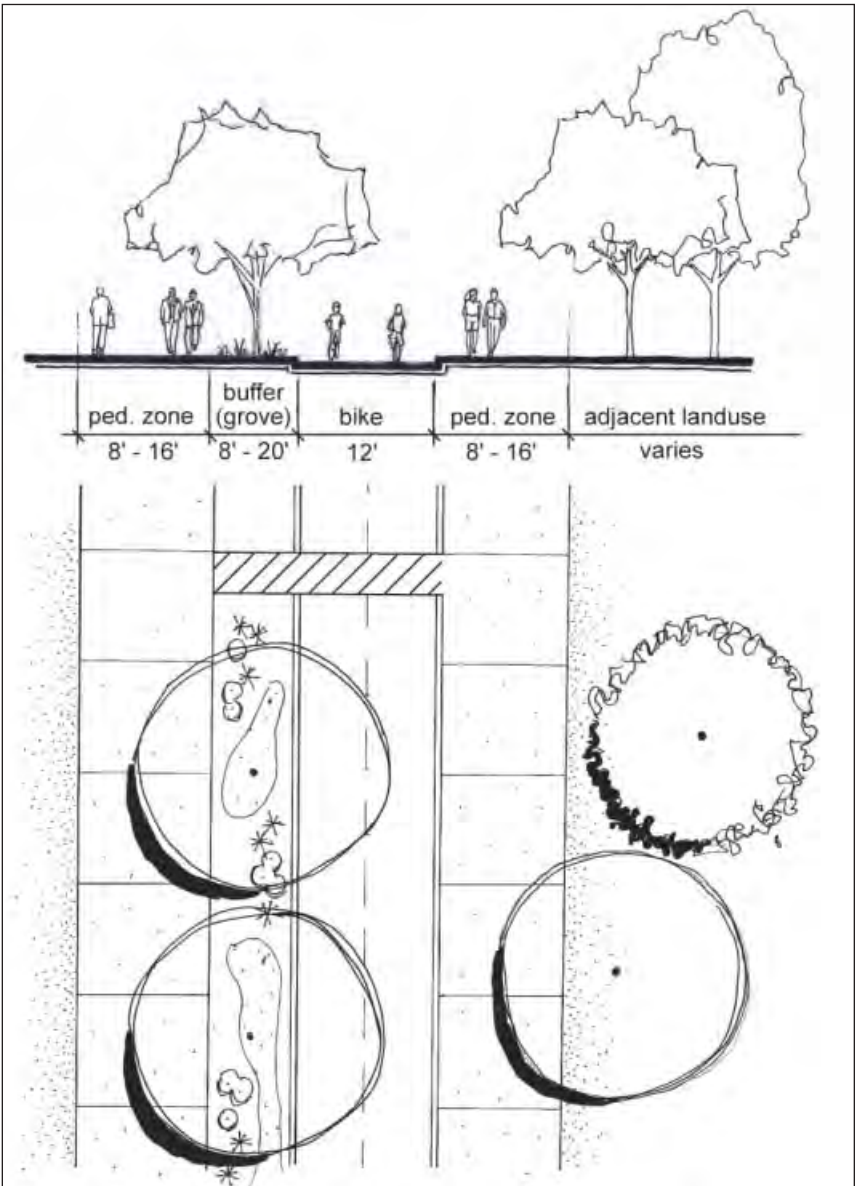 buffer
ped. zone (grove) bike ped. zone adjacent landuse
8' - 16' 8' - 20' 12' 8' - 16' varies